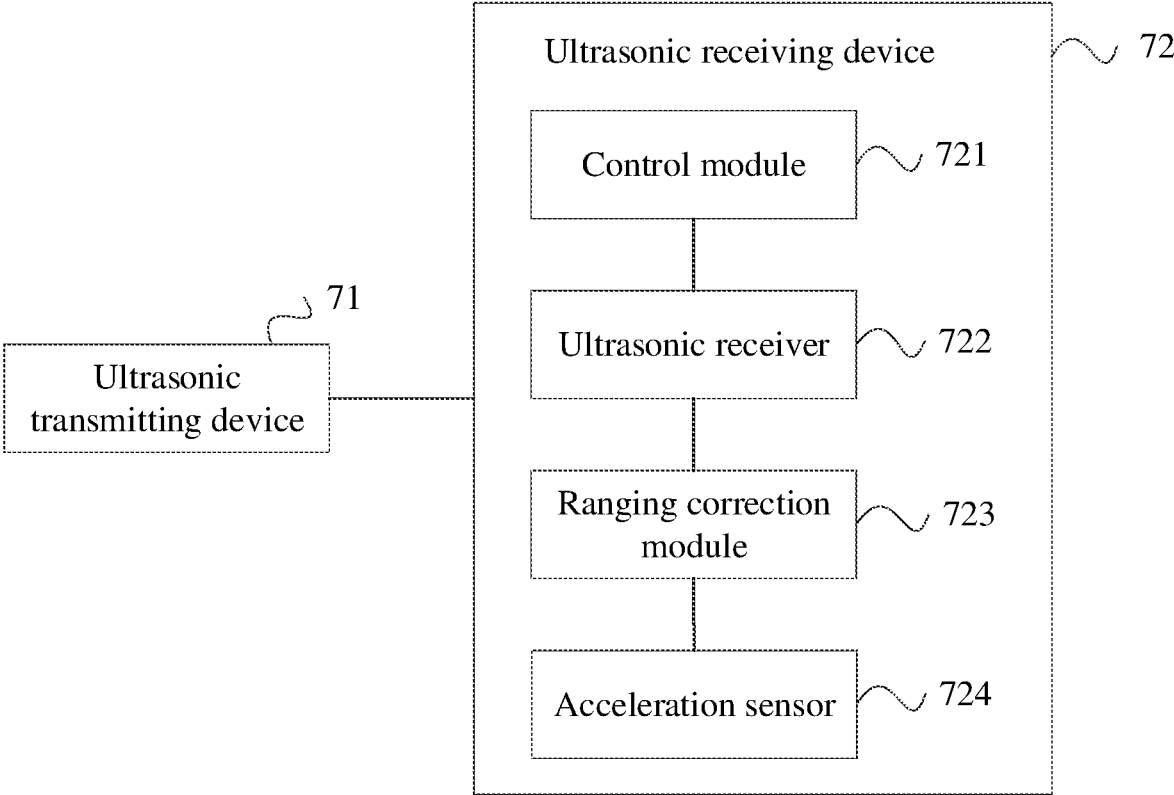 Ultrasonic receiving device
72
Control module
721
71
Ultrasonic receiver
722
Ultrasonic
transmitting device
Ranging correction
module
723
Acceleration sensor
724